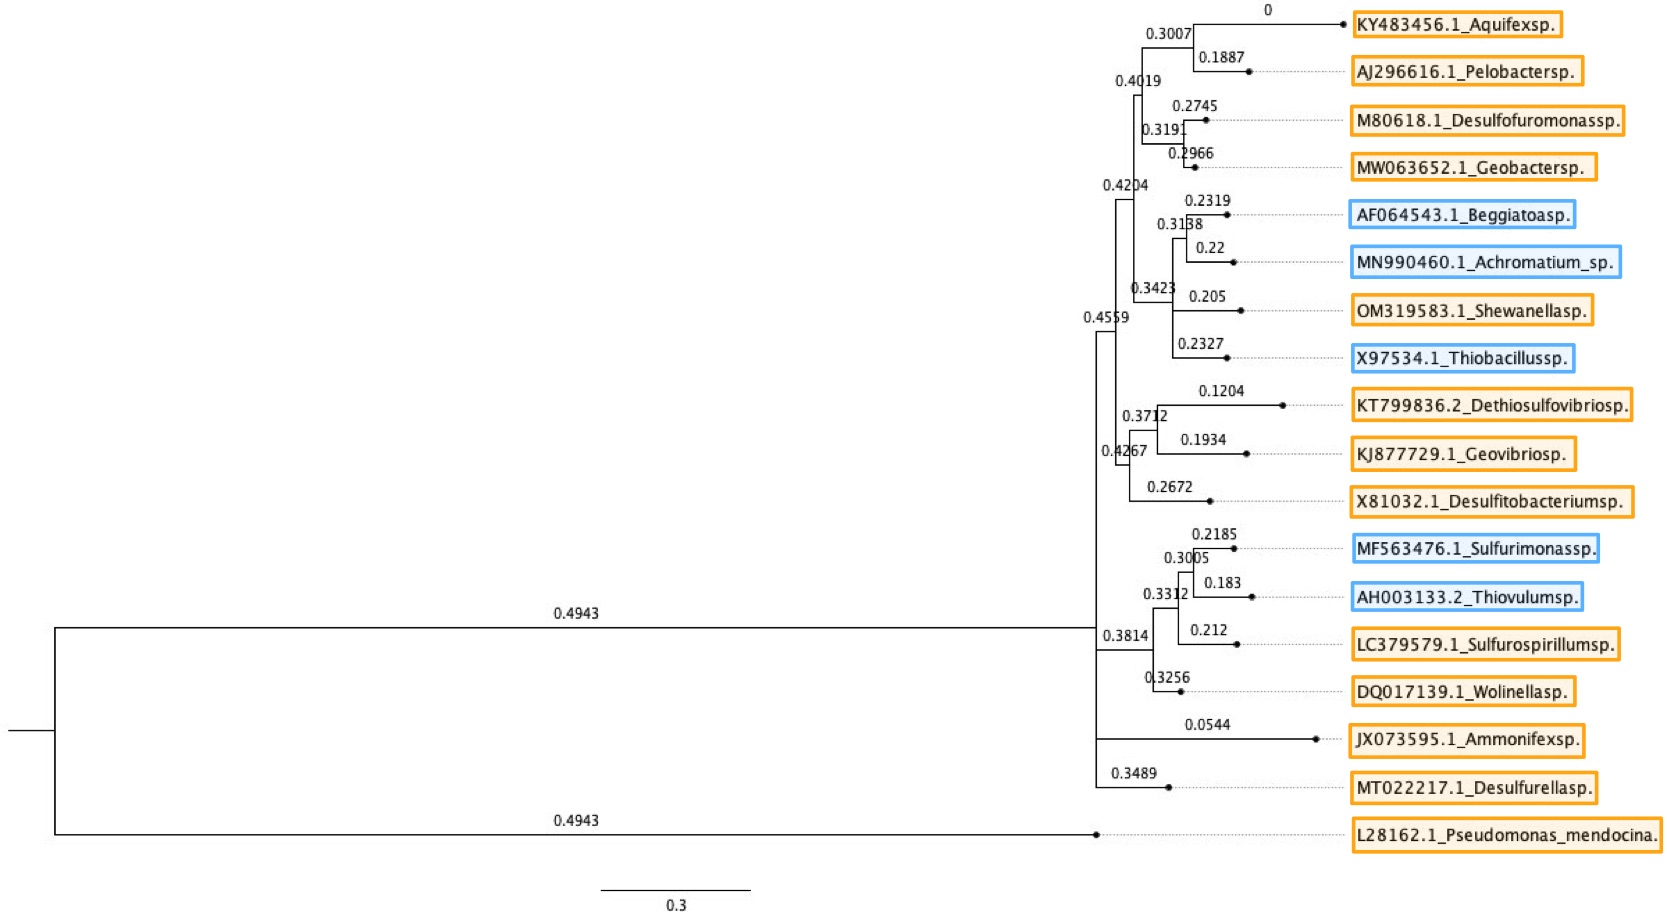 0
KY483456.1_Aquifexsp.
0.3007
0.1887
AJ296616.1_Pelobactersp.
0.4019
0.2745
M80618.1_Desulfofuromonassp.
0.3191
0.2966
MW063652.1_Geobactersp.
0.4204
0.2319
AF064543.1_Beggiatoasp.
0.3138
0.22
MN990460.1_Achromatium_sp.
0.3423
0.205
OM319583.1_Shewanellasp.
0.4559
0.2327
X97534.1_Thiobacillussp.
0.1204
KT799836.2_Dethiosulfovibriosp.
0.3712
0.1934
KJ877729.1_Geovibriosp.
0.4267
0.2672
X81032.1_Desulfitobacteriumsp.
0.2185
MF563476.1_Sulfurimonassp.
0.3005
0.183
AH003133.2_Thiovulumsp.
0.3312
0.4943
0.3814
0.212
LC379579.1_Sulfurospirillumsp.
0.3256
DQ017139.1_Wolinellasp.
0.0544
JX073595.1_Ammonifexsp.
0.3489
MT022217.1_Desulfurellasp.
0.4943
L28162.1_Pseudomonas_mendocina.
0.3